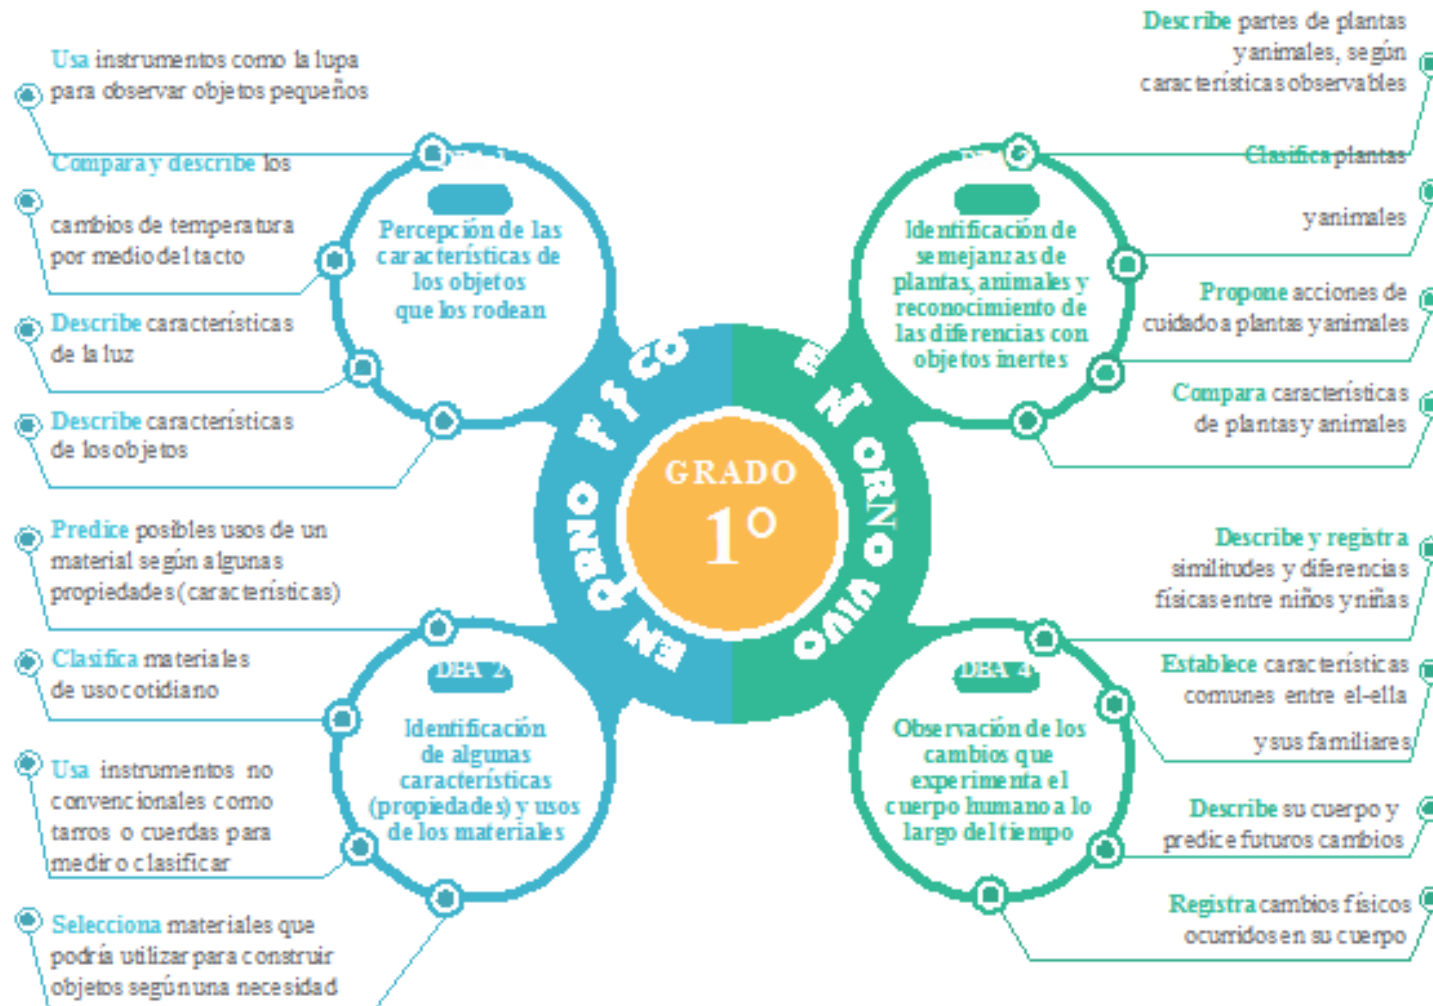 Usa instrumentos como la lupa
para observar objetos pequeños
Compara y describe los
cambios de temperatura
por medio del tacto
Describe características
de la luz
Describe características
de los objetos
Percepción de las
características de
los objetos
que los rodean
Predice posibles usos de un
material según algunas
propiedades (características)
Clasifica materiales
de uso cotidiano
Usa instrumentos no
convencionales como
tarros o cuerdas para
medir o clasificar
Selecciona materiales que
podría utilizar para construir
objetos según una necesidad
DBA 2
Identificación
de algunas
características
(propiedades) y usos
de los materiales
GRADO
1°
ENTORNO VIVO
Describe partes de plantas
y animales, según
características observables
Clasifica plantas
y animales
Propone acciones de
cuidado a plantas y animales
Compara características
de plantas y animales
Identificación de
semejanzas de
plantas, animales y
reconocimiento de
las diferencias con
objetos inertes
Describe y registra
similitudes y diferencias
físicas entre niños y niñas
Establece características
comunes entre el-ella
y sus familiares
Describe su cuerpo y
predice futuros cambios
Registra cambios físicos
ocurridos en su cuerpo
DBA 4
Observación de los
cambios que
experimenta el
cuerpo humano a lo
largo del tiempo